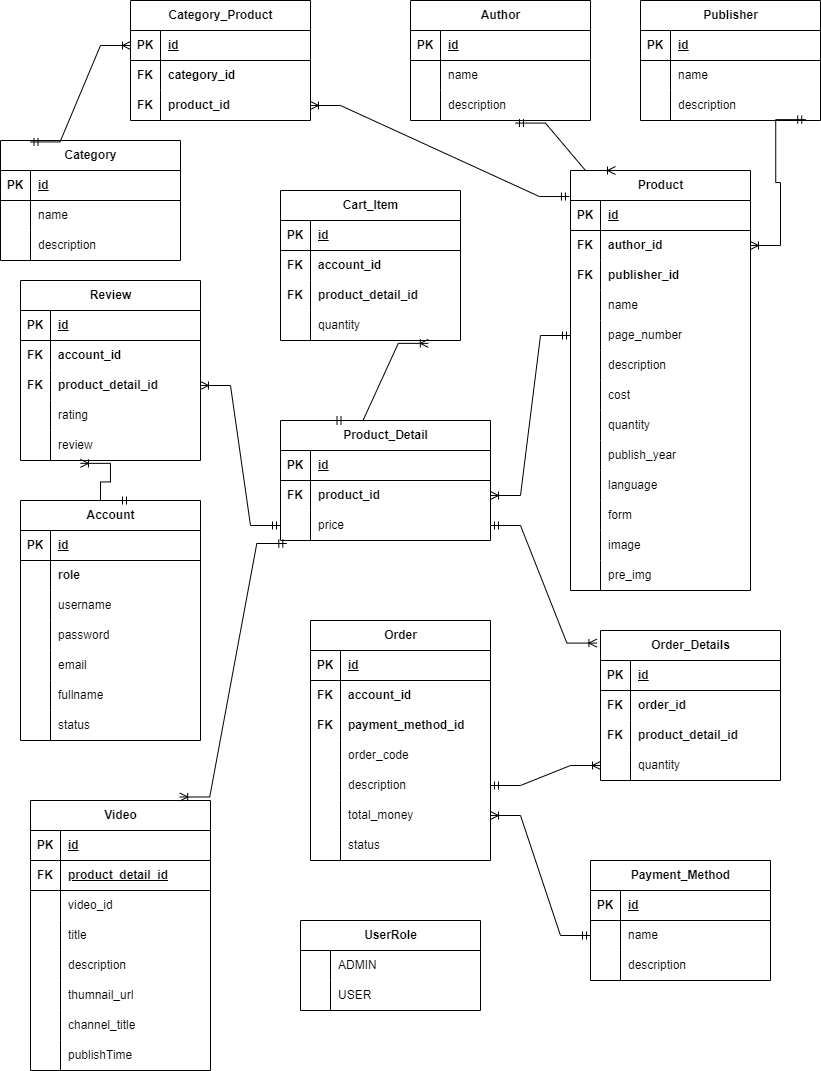 Category_Product
PK id
FK category_id
FK product_id
Author
PK id
name
description
Publisher
PK id
name
description
Category
PK id
name
description
Product
PK id
FK author_id
FK publisher_id
name
page_number
description
cost
quantity
publish_year
language
form
image
pre_img
Cart_Item
PK id
FK account_id
FK product_detail_id
quantity
Review
PK id
FK account_id
FK product_detail_id
rating
review
Product_Detail
PK id
FK product_id
price
Account
PK id
role
username
password
email
fullname
status
Order
PK id
FK account_id
FK payment_method_id
order_code
description
total_money
status
Order_Details
PK id
FK order_id
FK product_detail_id
quantity
Video
PK id
FK product_detail_id
video_id
title
description
thumnail_url
channel_title
publishTime
Payment_Method
PK id
name
description
UserRole
ADMIN
USER